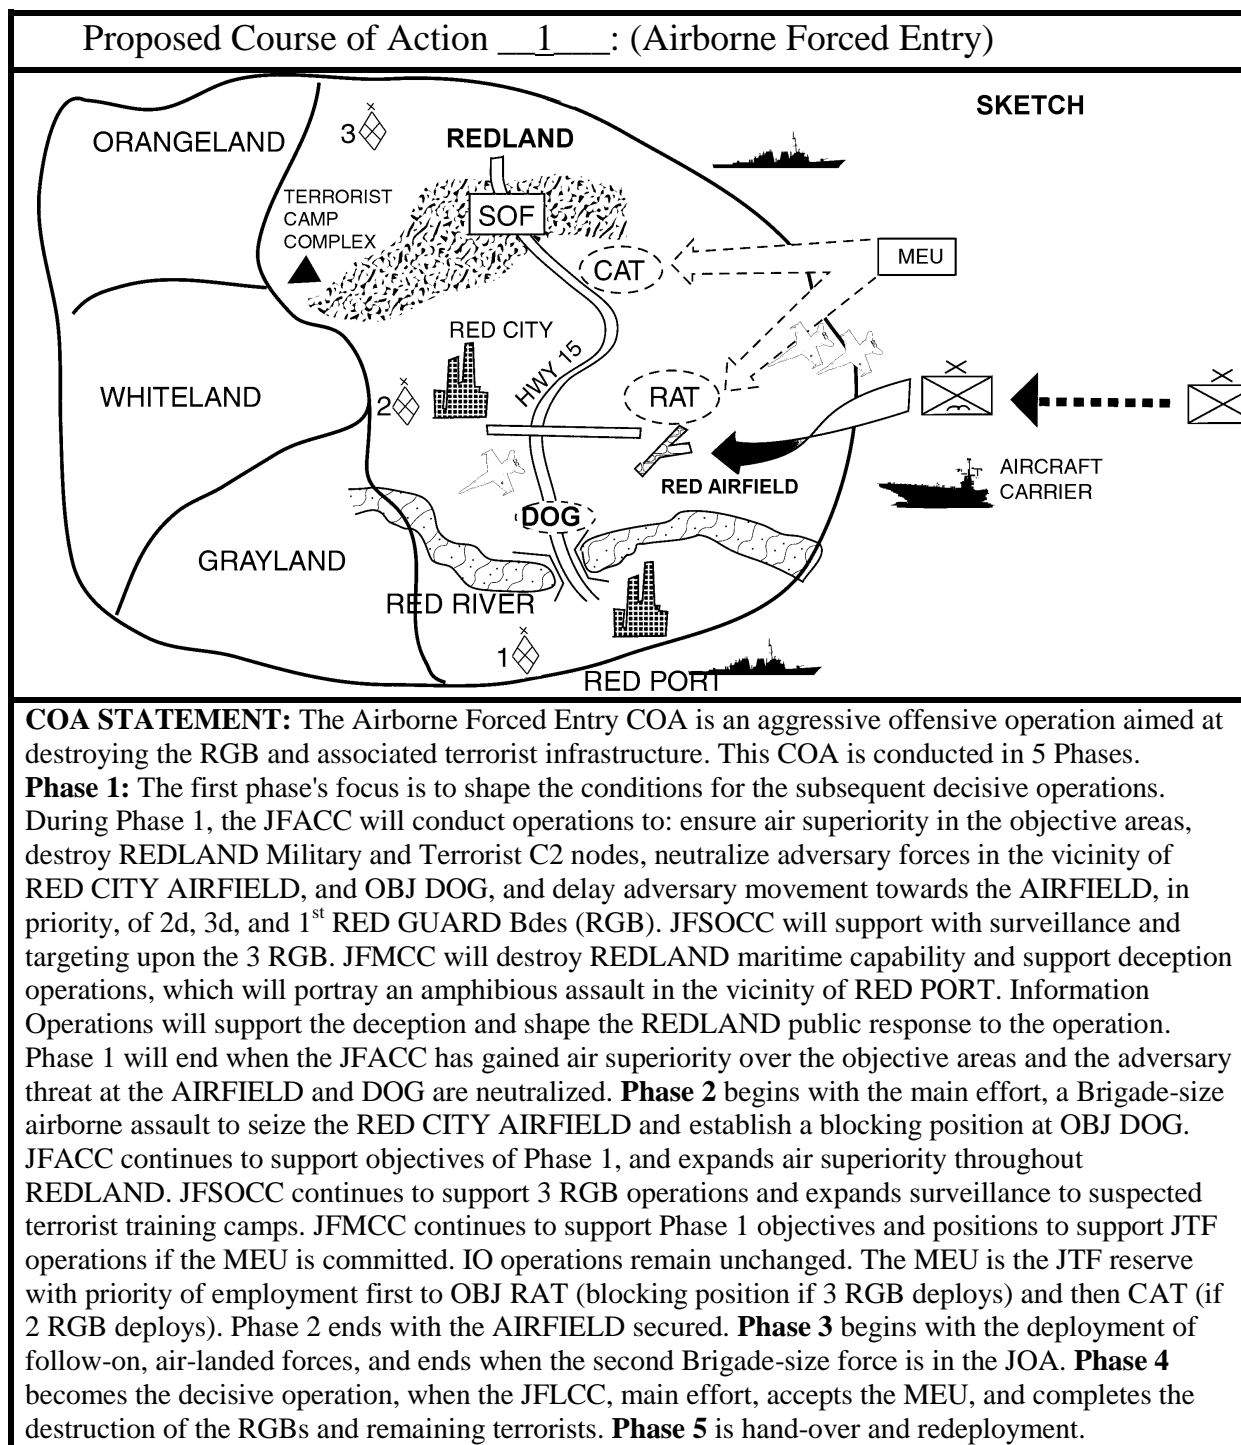 Proposed Course of Action __1___: (Airborne Forced Entry)
SKETCH
ORANGELAND
3
REDLAND
TERRORIST
CAMP
COMPLEX
SOF
CAT
MEU
RED CITY
HWY 15
WHITELAND
2
RAT
RED AIRFIELD
AIRCRAFT
CARRIER
DOG
GRAYLAND
RED RIVER
1
RED PORT
COA STATEMENT: The Airborne Forced Entry COA is an aggressive offensive operation aimed at
destroying the RGB and associated terrorist infrastructure. This COA is conducted in 5 Phases.
Phase 1: The first phase's focus is to shape the conditions for the subsequent decisive operations.
During Phase 1, the JFACC will conduct operations to: ensure air superiority in the objective areas,
destroy REDLAND Military and Terrorist C2 nodes, neutralize adversary forces in the vicinity of
RED CITY AIRFIELD, and OBJ DOG, and delay adversary movement towards the AIRFIELD, in
priority, of 2d, 3d, and 1st RED GUARD Bdes (RGB). JFSOCC will support with surveillance and
targeting upon the 3 RGB. JFMCC will destroy REDLAND maritime capability and support deception
operations, which will portray an amphibious assault in the vicinity of RED PORT. Information
Operations will support the deception and shape the REDLAND public response to the operation.
Phase 1 will end when the JFACC has gained air superiority over the objective areas and the adversary
threat at the AIRFIELD and DOG are neutralized. Phase 2 begins with the main effort, a Brigade-size
airborne assault to seize the RED CITY AIRFIELD and establish a blocking position at OBJ DOG.
JFACC continues to support objectives of Phase 1, and expands air superiority throughout
REDLAND. JFSOCC continues to support 3 RGB operations and expands surveillance to suspected
terrorist training camps. JFMCC continues to support Phase 1 objectives and positions to support JTF
operations if the MEU is committed. IO operations remain unchanged. The MEU is the JTF reserve
with priority of employment first to OBJ RAT (blocking position if 3 RGB deploys) and then CAT (if
2 RGB deploys). Phase 2 ends with the AIRFIELD secured. Phase 3 begins with the deployment of
follow-on, air-landed forces, and ends when the second Brigade-size force is in the JOA. Phase 4
becomes the decisive operation, when the JFLCC, main effort, accepts the MEU, and completes the
destruction of the RGBs and remaining terrorists. Phase 5 is hand-over and redeployment.